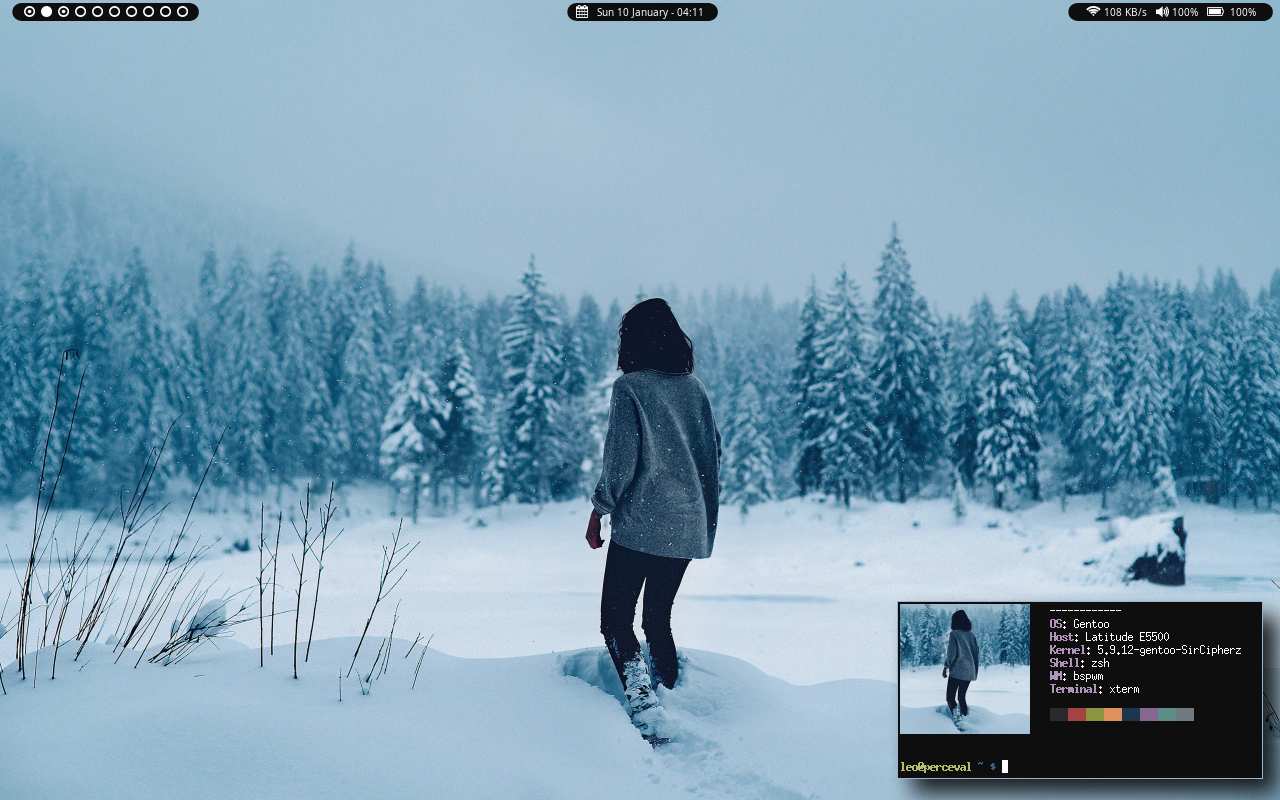 Sun 10 January - 04:11
108 KB/s 100% 100%
------------
OS: Gentoo
Host: Latitude E5500
Kernel: 5.9.12-gentoo-SirCipherz
Shell: zsh
WM: bspwm
Terminal: xterm
leo@perceval ~ $